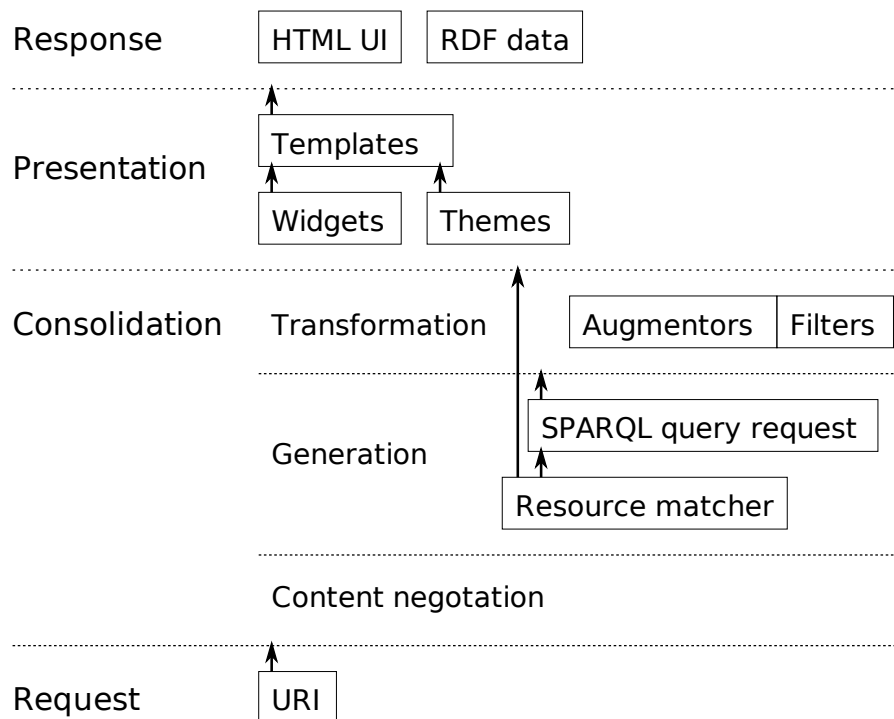 Response HTML UI RDF data
Templates
Presentation
Widgets Themes
Consolidation Transformation Augmentors Filters
SPARQL query request
Generation
Resource matcher
Content negotation
Request URI